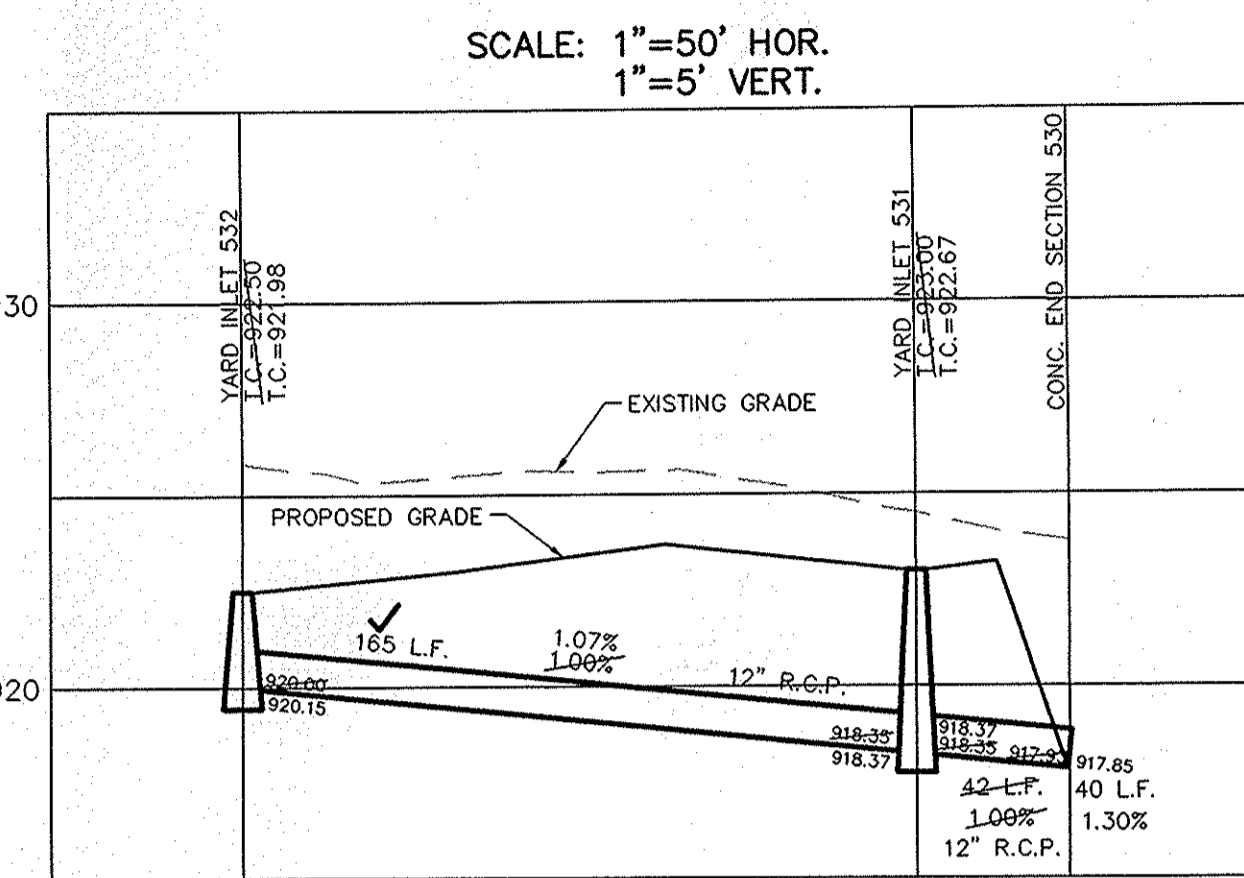 SCALE: 1"=50' HOR.
1"=5' VERT.
YARD INLET 532
T.C.=922.50
T.C.=921.98
YARD INLET 531
T.C.=923.00
T.C.=922.67
CONC. END SECTION 530
30
EXISTING GRADE
PROPOSED GRADE
165 L.F.
1.07%
1.00%
12" R.C.P.
20
920.00
920.15
918.35
918.37
918.37
918.35
917.93
917.85
42 L.F.
40 L.F.
1.00%
1.30%
12" R.C.P.